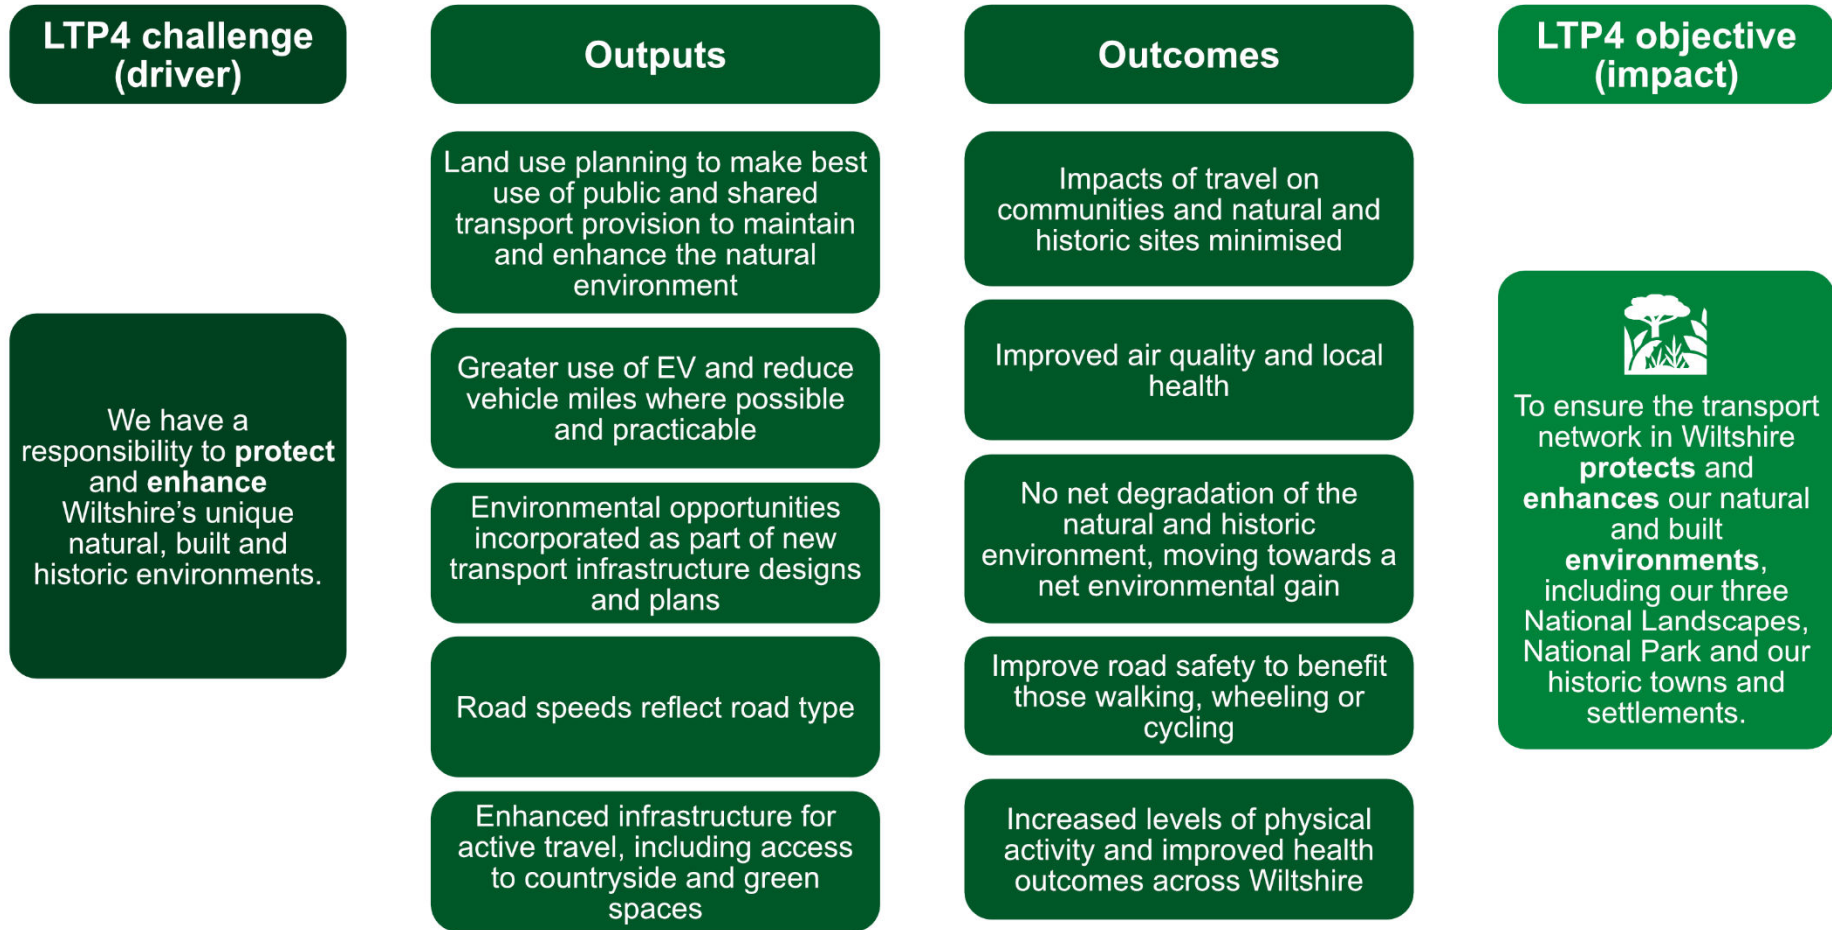 LTP4 challenge
(driver)
We have a
responsibility to protect
and enhance
Wiltshire’s unique
natural, built and
historic environments.
Outputs
Land use planning to make best
use of public and shared
transport provision to maintain
and enhance the natural
environment
Greater use of EV and reduce
vehicle miles where possible
and practicable
Environmental opportunities
incorporated as part of new
transport infrastructure designs
and plans
Road speeds reflect road type
Enhanced infrastructure for
active travel, including access
to countryside and green
spaces
Outcomes
Impacts of travel on
communities and natural and
historic sites minimised
Improved air quality and local
health
No net degradation of the
natural and historic
environment, moving towards a
net environmental gain
Improve road safety to benefit
those walking, wheeling or
cycling
Increased levels of physical
activity and improved health
outcomes across Wiltshire
LTP4 objective
(impact)
To ensure the transport
network in Wiltshire
protects and
enhances our natural
and built
environments,
including our three
National Landscapes,
National Park and our
historic towns and
settlements.